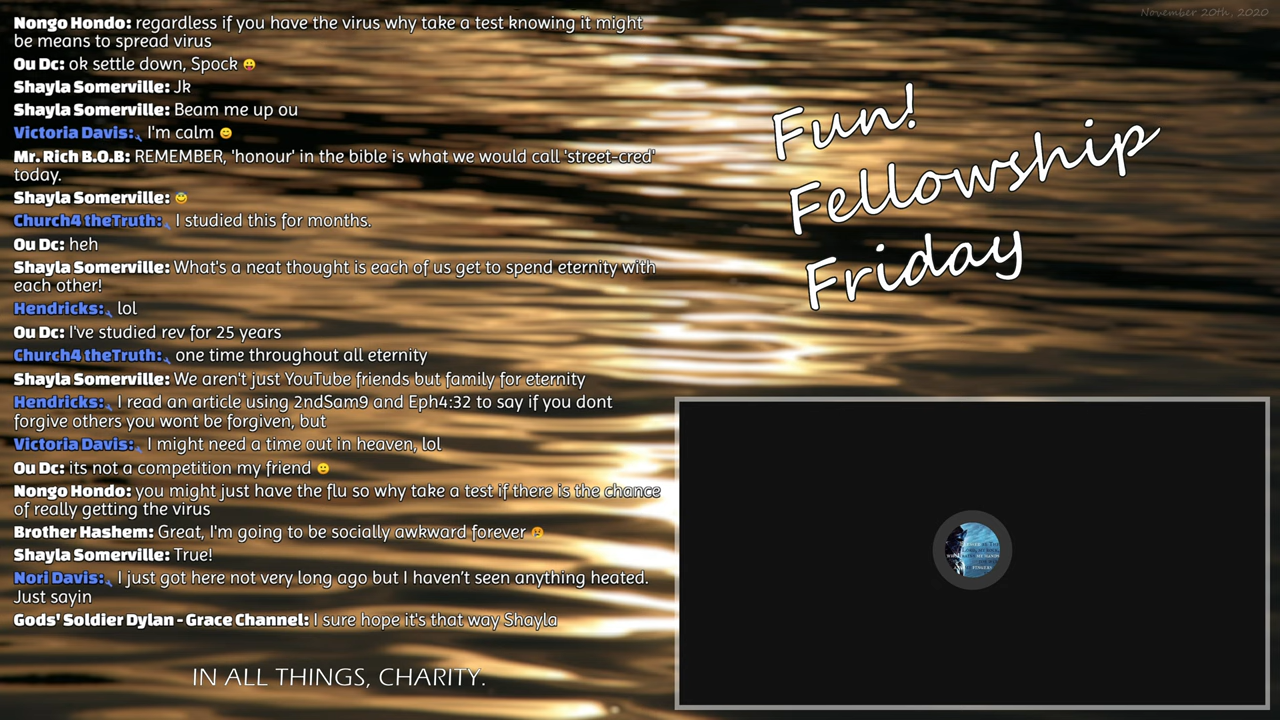 Nongo Hondo: regardless if you have the virus why take a test knowing it might
be means to spread virus
Ou Dc: ok settle down, Spock 😛
Shayla Somerville: Jk
Shayla Somerville: Beam me up ou
Victoria Davis: I'm calm 😊
Mr. Rich B.O.B: REMEMBER, 'honour' in the bible is what we would call 'street-cred'
today.
Shayla Somerville:
Church4 theTruth: I studied this for months.
Ou Dc: heh
Shayla Somerville: What's a neat thought is each of us get to spend eternity with
each other!
Hendricks: lol
Ou Dc: I've studied rev for 25 years
Church4 theTruth: one time throughout all eternity
Shayla Somerville: We aren't just YouTube friends but family for eternity
Hendricks: I read an article using 2ndSam9 and Eph4:32 to say if you dont
forgive others you wont be forgiven, but
Victoria Davis: I might need a time out in heaven, lol
Ou Dc: its not a competition my friend 🙂
Nongo Hondo: you might just have the flu so why take a test if there is the chance
of really getting the virus
Brother Hashem: Great, I'm going to be socially awkward forever 😢
Shayla Somerville: True!
Nori Davis: I just got here not very long ago but I haven't seen anything heated.
Just sayin
Gods' Soldier Dylan - Grace Channel: I sure hope it's that way Shayla
IN ALL THINGS, CHARITY.
November 20th, 2020
Fun!
Fellowship
Friday